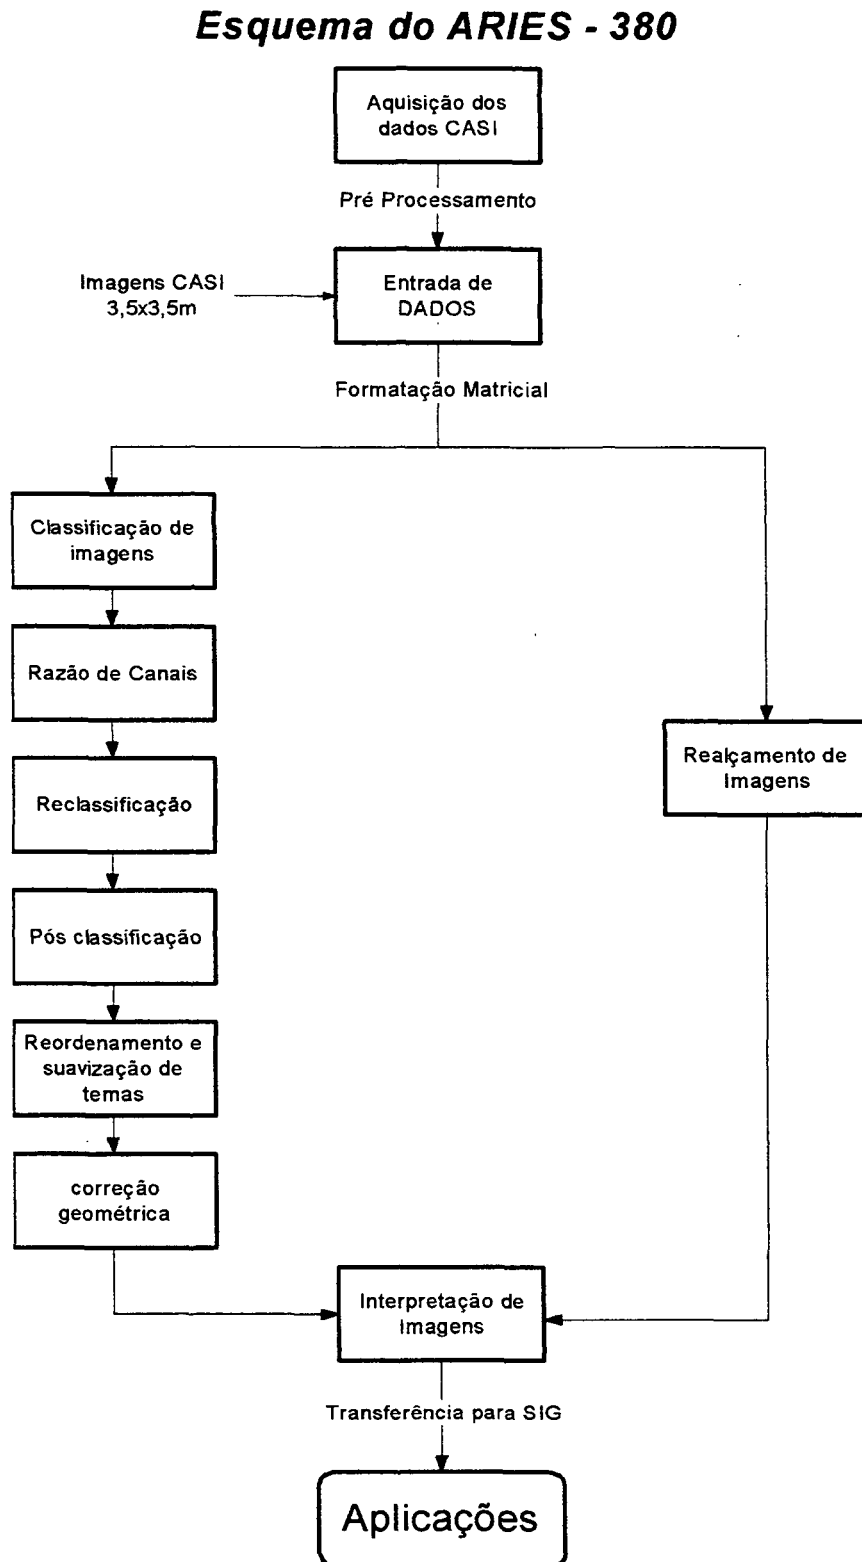 Esquema do ARIES - 380
Aquisição dos
dados CASI
Pré Processamento
Imagens CASI
3,5x3,5m
Entrada de
DADOS
Formatação Matricial
Classificação de
imagens
Razão de Canais
Reclassificação
Pós classificação
Reordenamento e
suavização de
temas
correção
geométrica
Realçamento de
Imagens
Interpretação de
Imagens
Transferência para SIG
Aplicações